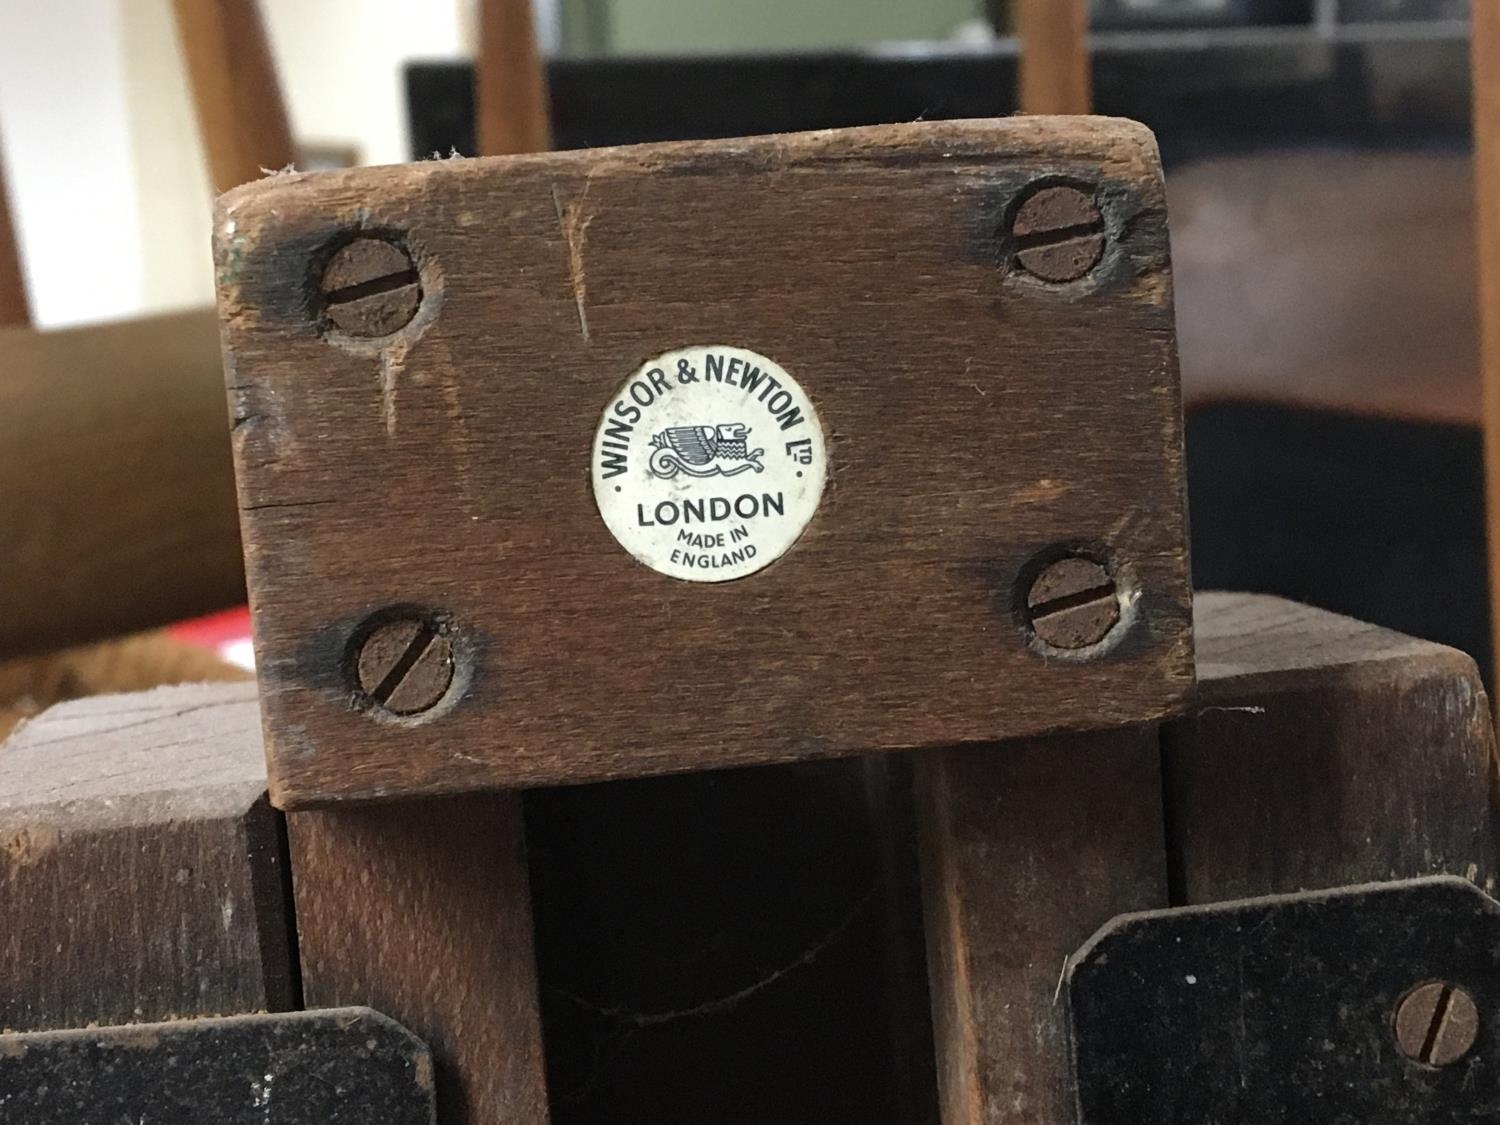 · WINSOR & NEWTON LTD ·
LONDON
MADE IN
ENGLAND